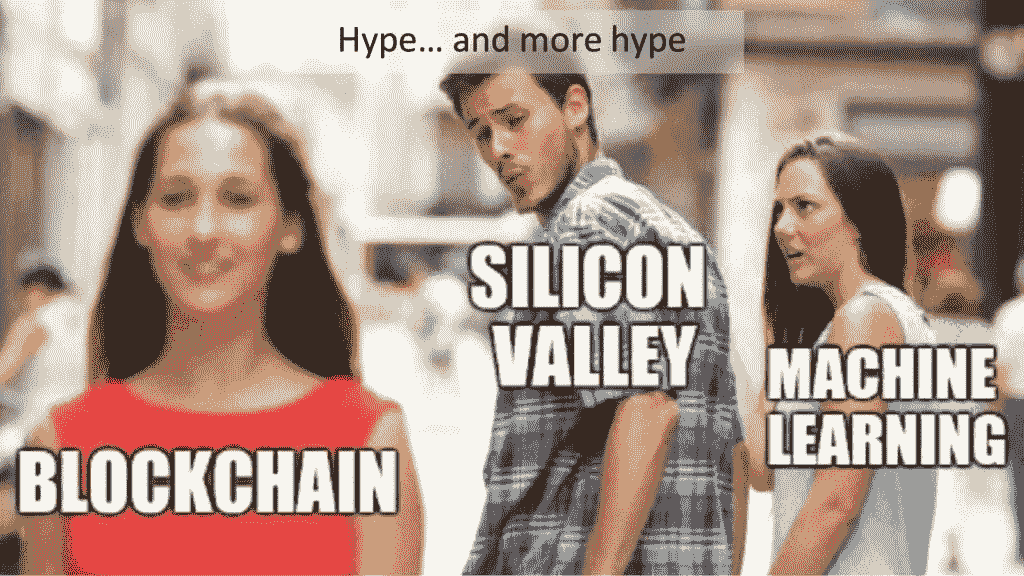 Hype... and more hype
SILICON
VALLEY
MACHINE
LEARNING
BLOCKCHAIN